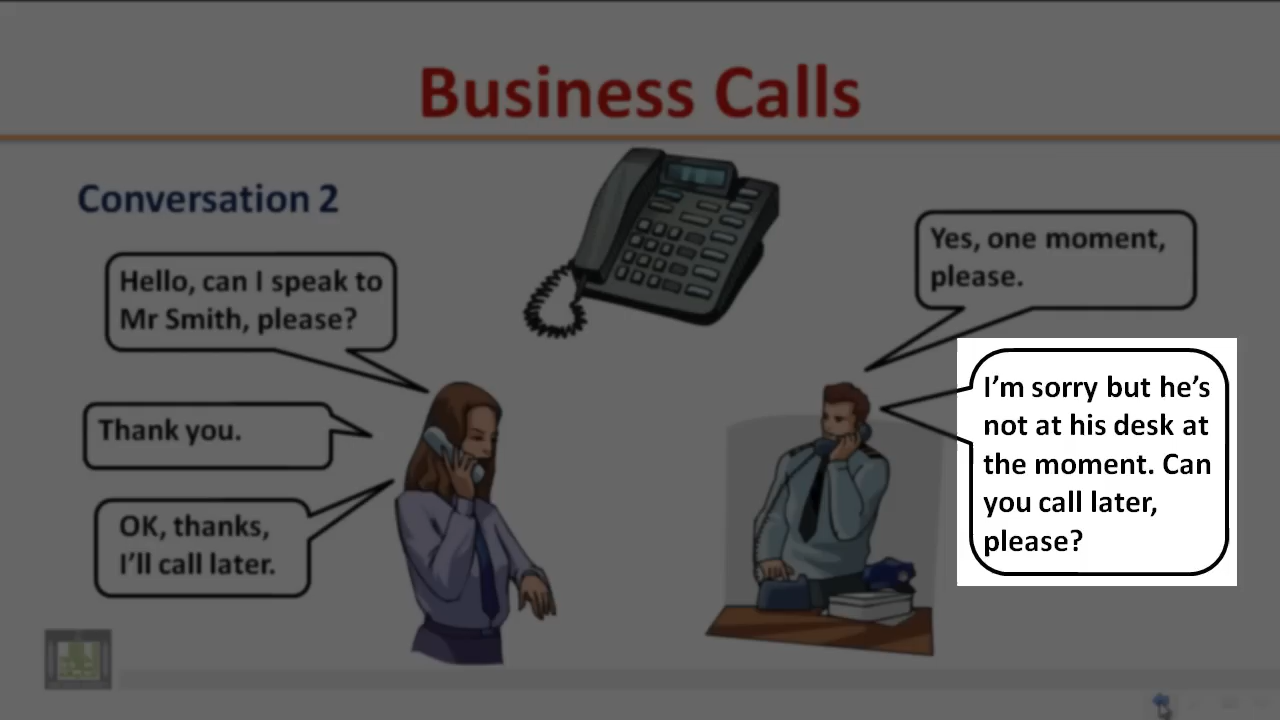 Business Calls
Conversation 2
Hello, can I speak to
Mr Smith, please?
Yes, one moment,
please.
Thank you.
I'm sorry but he's
not at his desk at
the moment. Can
you call later,
please?
OK, thanks,
I'll call later.